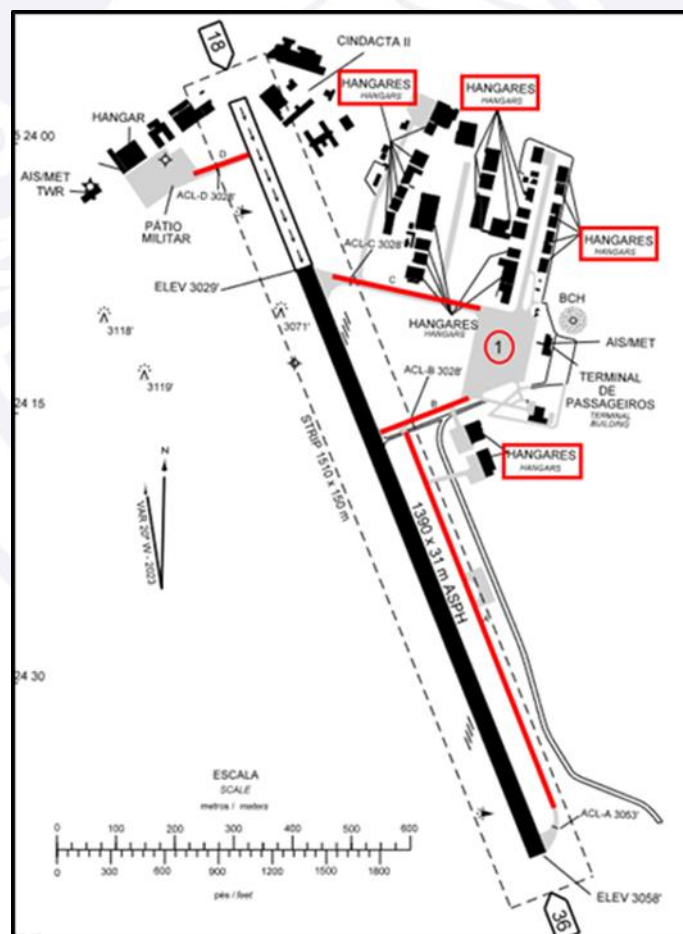 18
CINDACTA II
HANGARES
HANGARS
HANGARES
HANGARS
HANGAR
24 00
AIS/MET
TWR
D
ACL-D 3028'
PÁTIO
MILITAR
ACL-C 3028'
HANGARES
HANGARS
ELEV 3029'
C
BCH
3118'
3071'
HANGARES
HANGARS
1
AIS/MET
3119'
ACL-B 3028'
TERMINAL
DE
PASSAGEIROS
TERMINAL
BUILDING
24 15
B
HANGARES
HANGARS
N
STRIP 1510 x 150 m
VAR 20º W - 2023
1390 x 31 m ASPH
24 30
ESCALA
SCALE
metros / meters
0 100 200 300 400 600
0 300 600 900 1200 1500 1800
pés / feet
ACL-A 3053'
ELEV 3058'
36